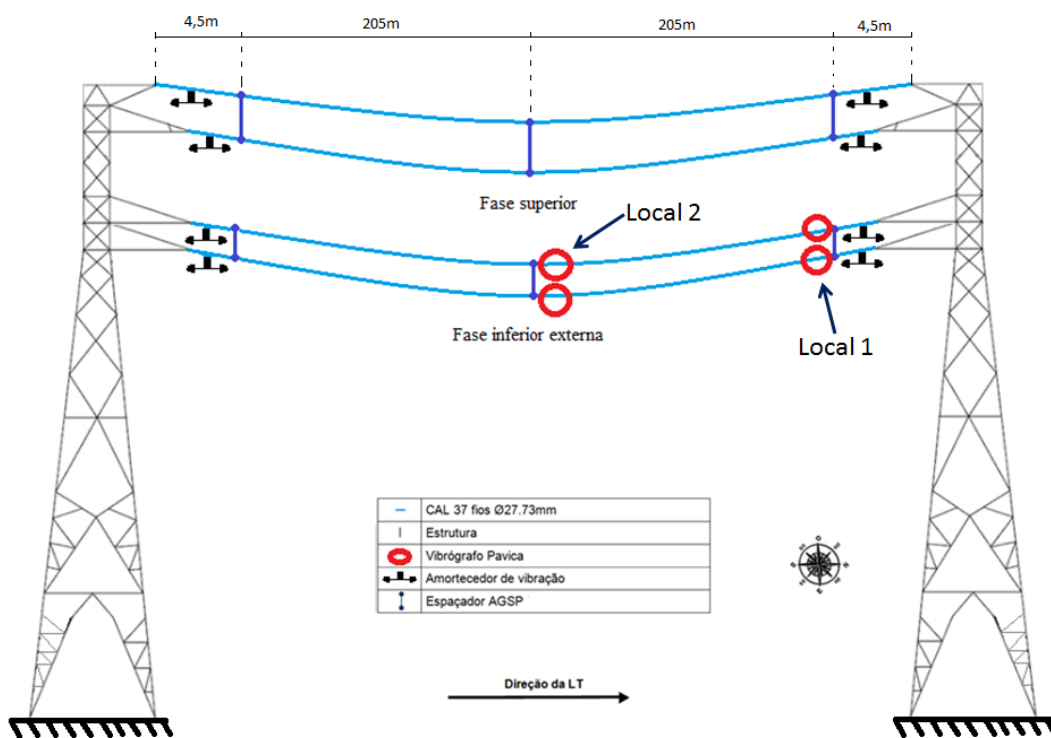 4,5m
205m
205m
4,5m
Fase superior
Local 2
Fase inferior externa
Local 1
CAL 37 fios Ø27.73mm
Estrutura
Vibrógrafo Pavica
Amortecedor de vibração
Espaçador AGSP
Direção da LT